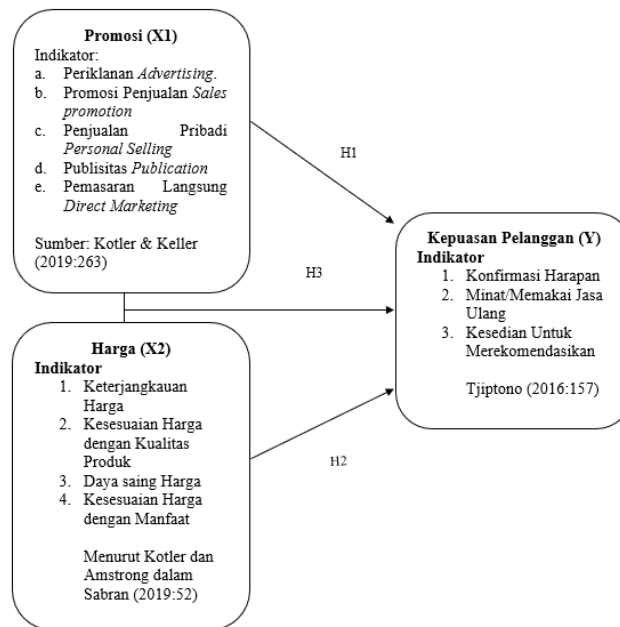 Promosi (X1)
Indikator:
a. Periklanan Advertising.
b. Promosi Penjualan Sales
promotion
c. Penjualan Pribadi
Personal Selling
d. Publisitas Publication
e. Pemasaran Langsung
Direct Marketing
Sumber: Kotler & Keller
(2019:263)
H1
H3
Kepuasan Pelanggan (Y)
Indikator
1. Konfirmasi Harapan
2. Minat/Memakai Jasa
Ulang
3. Kesedian Untuk
Merekomendasikan
Tjiptono (2016:157)
Harga (X2)
Indikator
1. Keterjangkauan
Harga
2. Kesesuaian Harga
dengan Kualitas
Produk
3. Daya saing Harga
4. Kesesuaian Harga
dengan Manfaat
Menurut Kotler dan
Amstrong dalam
Sabran (2019:52)
H2